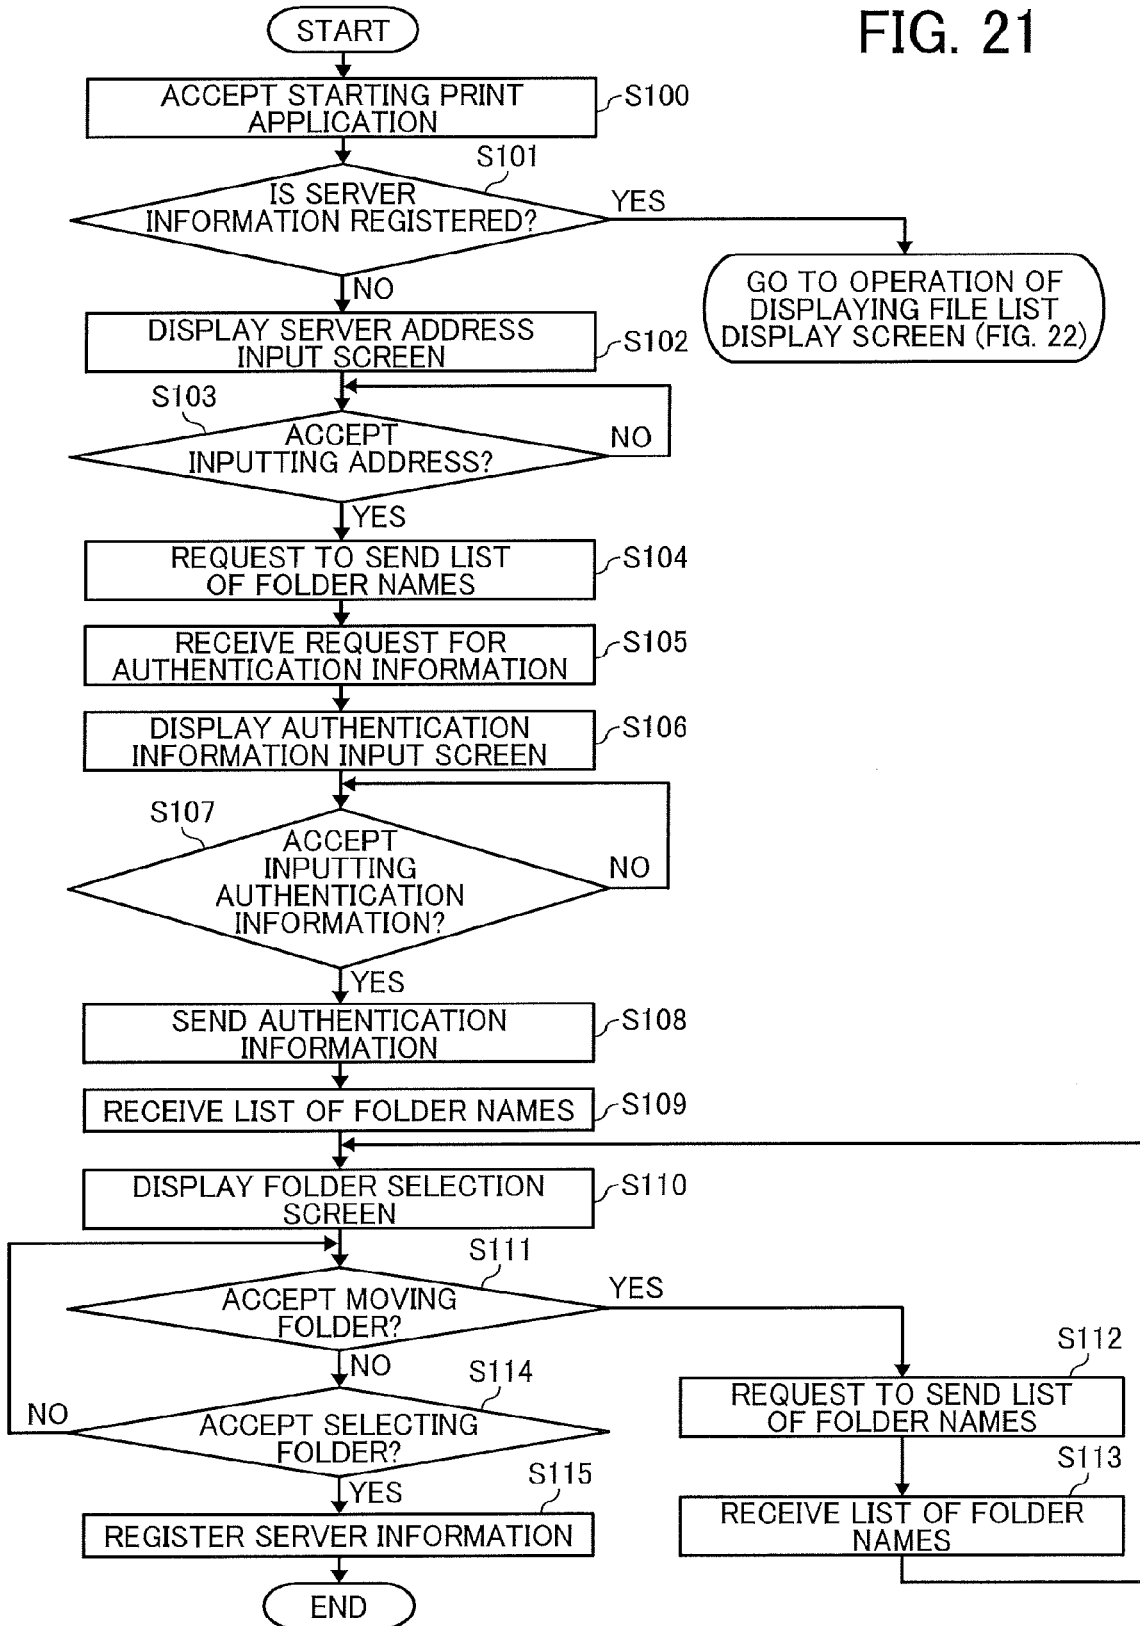 FIG. 21
START
ACCEPT STARTING PRINT
APPLICATION
S100
S101
IS SERVER
INFORMATION REGISTERED?
YES
NO
GO TO OPERATION OF
DISPLAYING FILE LIST
DISPLAY SCREEN (FIG. 22)
DISPLAY SERVER ADDRESS
INPUT SCREEN
S102
S103
ACCEPT
INPUTTING ADDRESS?
NO
YES
REQUEST TO SEND LIST
OF FOLDER NAMES
S104
RECEIVE REQUEST FOR
AUTHENTICATION INFORMATION
S105
DISPLAY AUTHENTICATION
INFORMATION INPUT SCREEN
S106
S107
ACCEPT
INPUTTING
AUTHENTICATION
INFORMATION?
NO
YES
SEND AUTHENTICATION
INFORMATION
S108
RECEIVE LIST OF FOLDER NAMES
S109
DISPLAY FOLDER SELECTION
SCREEN
S110
S111
ACCEPT MOVING
FOLDER?
YES
NO
S112
REQUEST TO SEND LIST
OF FOLDER NAMES
S113
RECEIVE LIST OF FOLDER
NAMES
S114
ACCEPT SELECTING
FOLDER?
NO
YES
S115
REGISTER SERVER INFORMATION
END